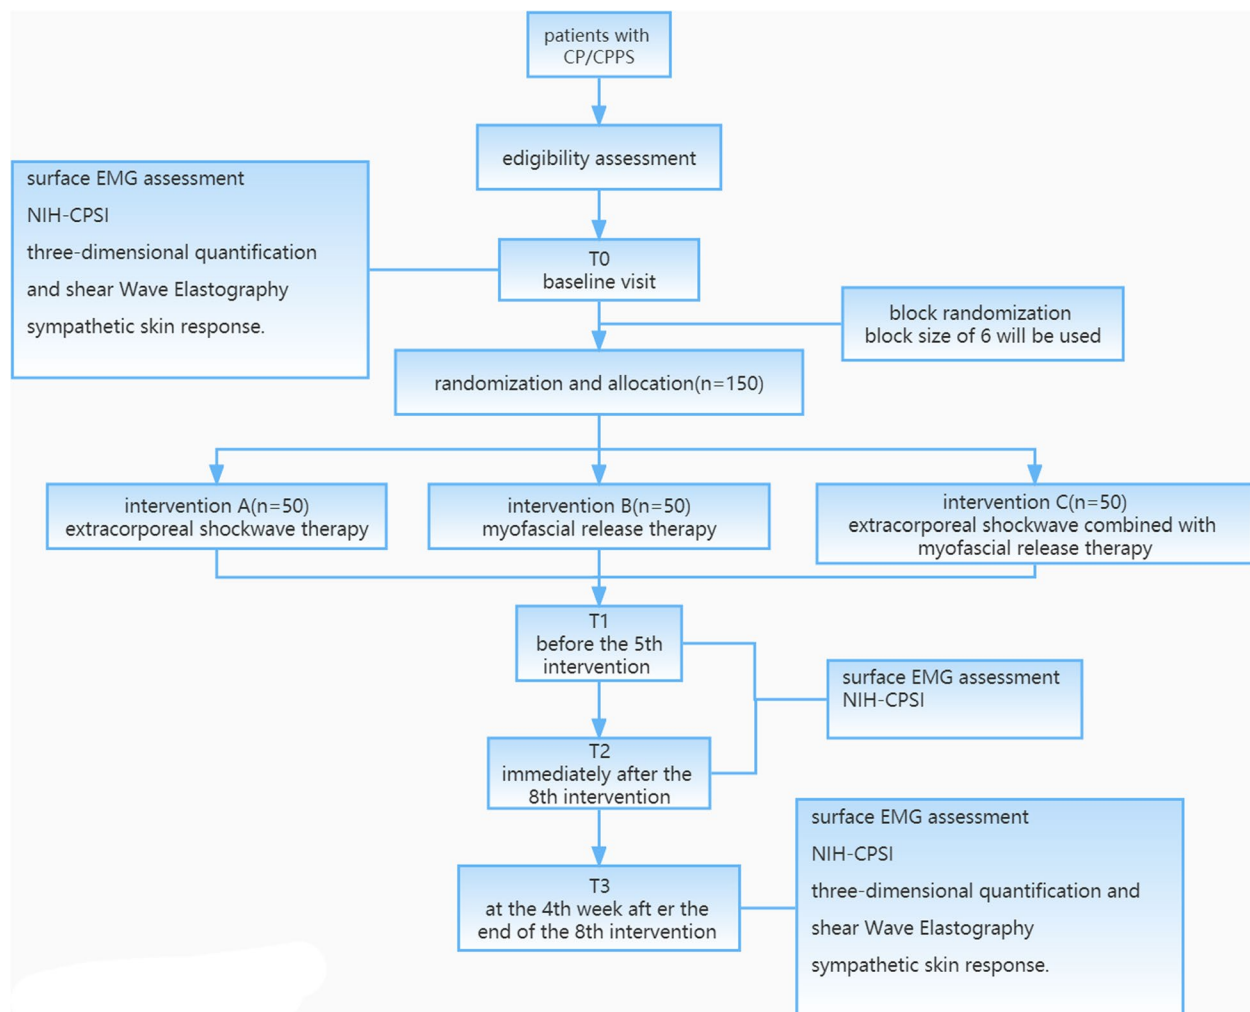 patients with
CP/CPPS
edigibility assessment
surface EMG assessment
NIH-CPSI
three-dimensional quantification
and shear Wave Elastography
sympathetic skin response.
T0
baseline visit
block randomization
block size of 6 will be used
randomization and allocation(n=150)
intervention A(n=50)
extracorporeal shockwave therapy
intervention B(n=50)
myofascial release therapy
intervention C(n=50)
extracorporeal shockwave combined with
myofascial release therapy
T1
before the 5th
intervention
surface EMG assessment
NIH-CPSI
T2
immediately after the
8th intervention
T3
at the 4th week aft er the
end of the 8th intervention
surface EMG assessment
NIH-CPSI
three-dimensional quantification and
shear Wave Elastography
sympathetic skin response.